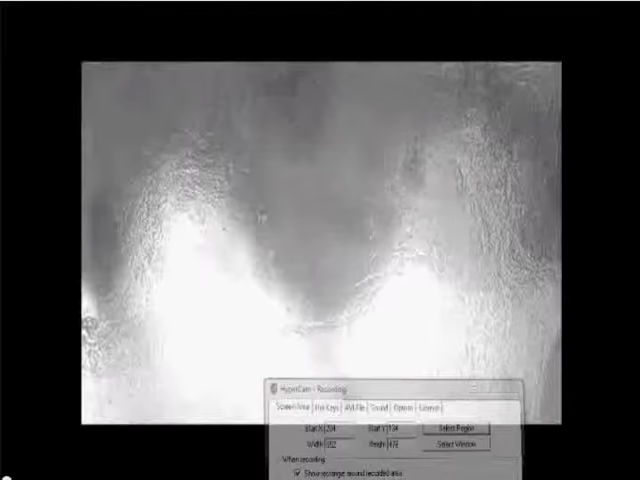 HyperCam - Recording
Screen Area Hot Keys AVI File Sound Options License
Start X: Start Y: Select Region
Width: Height: 478 Select Window
When recording
Show rectangle around recorded area